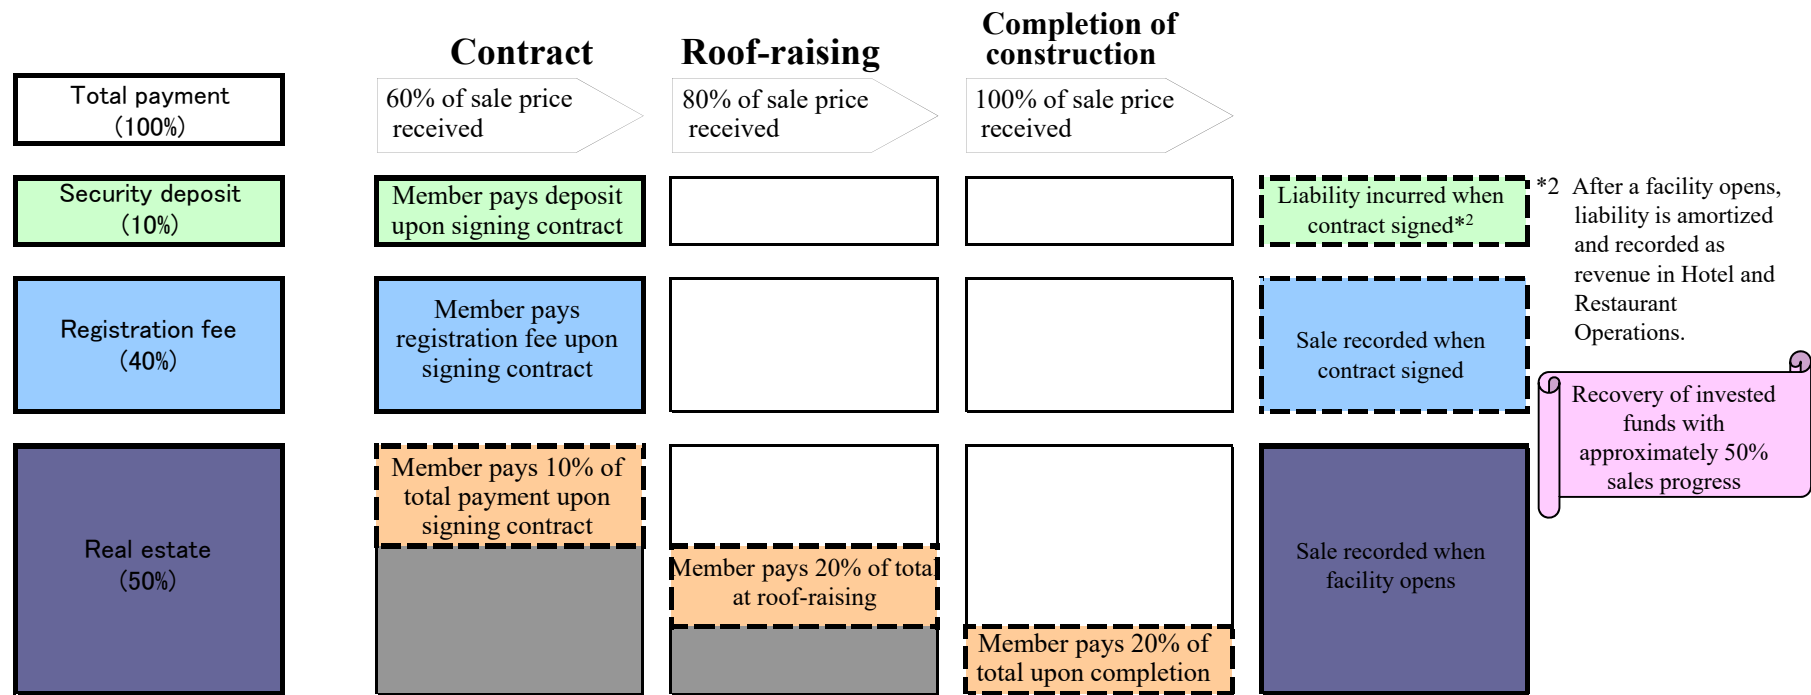 Contract
Roof-raising
Completion of
construction
Total payment
(100%)
60% of sale price
received
80% of sale price
received
100% of sale price
received
Security deposit
(10%)
Member pays deposit
upon signing contract
Liability incurred when
contract signed*2
*2 After a facility opens,
liability is amortized
and recorded as
revenue in Hotel and
Restaurant
Operations.
Registration fee
(40%)
Member pays
registration fee upon
signing contract
Sale recorded when
contract signed
Recovery of invested
funds with
approximately 50%
sales progress
Real estate
(50%)
Member pays 10% of
total payment upon
signing contract
Member pays 20% of total
at roof-raising
Member pays 20% of
total upon completion
Sale recorded when
facility opens